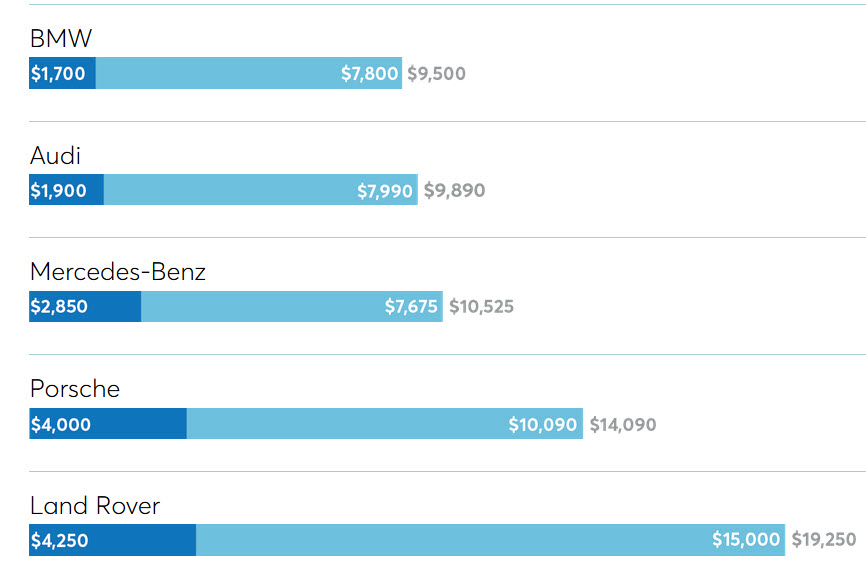 BMW
$1,700 $7,800 $9,500
Audi
$1,900 $7,990 $9,890
Mercedes-Benz
$2,850 $7,675 $10,525
Porsche
$4,000 $10,090 $14,090
Land Rover
$4,250 $15,000 $19,250